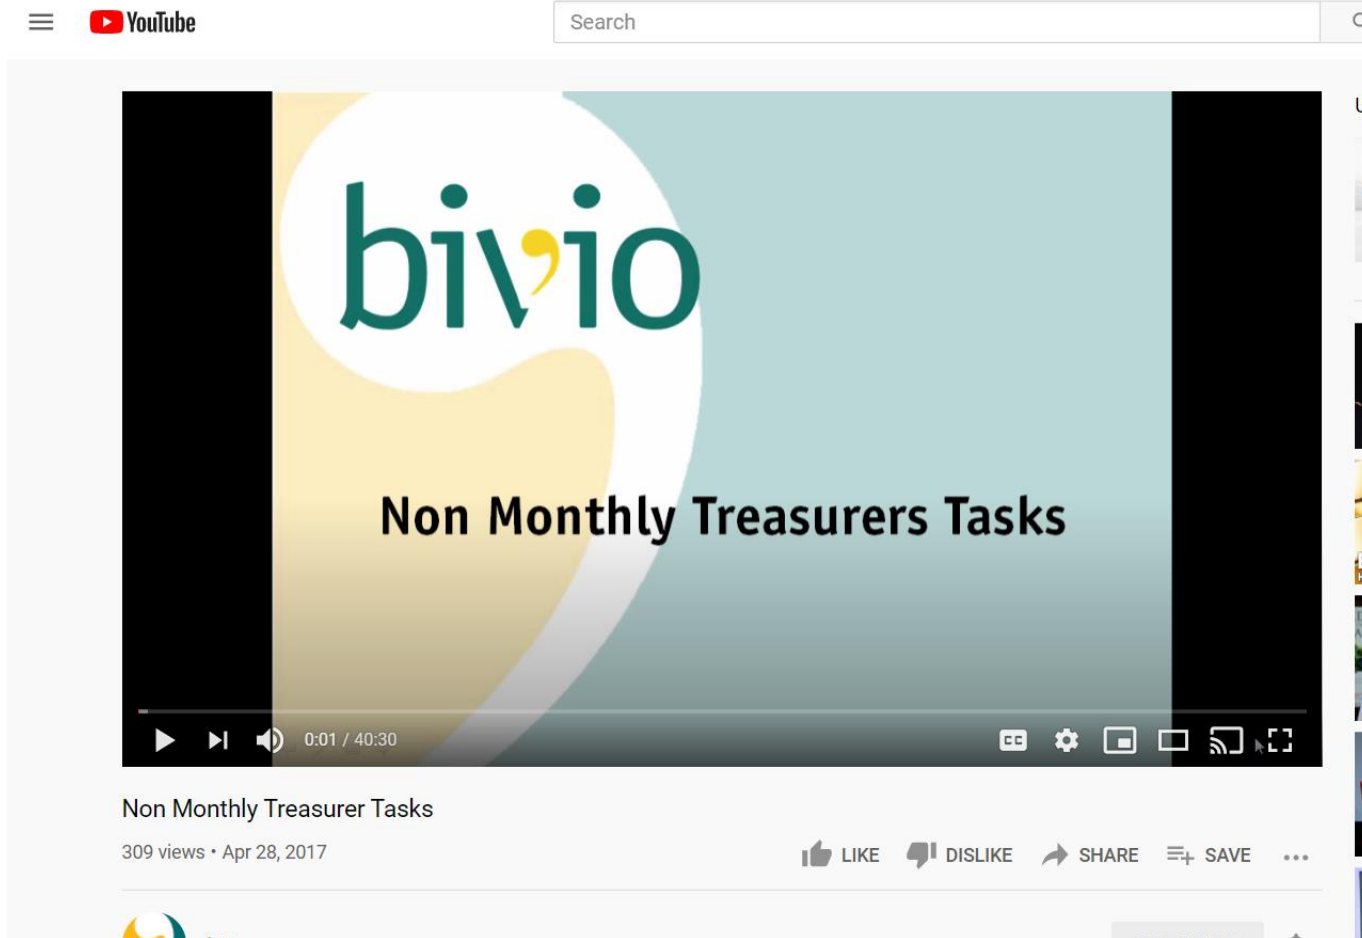 YouTube
Search
bivio
Non Monthly Treasurers Tasks
0:01 / 40:30
CC
Non Monthly Treasurer Tasks
309 views • Apr 28, 2017
LIKE DISLIKE SHARE SAVE